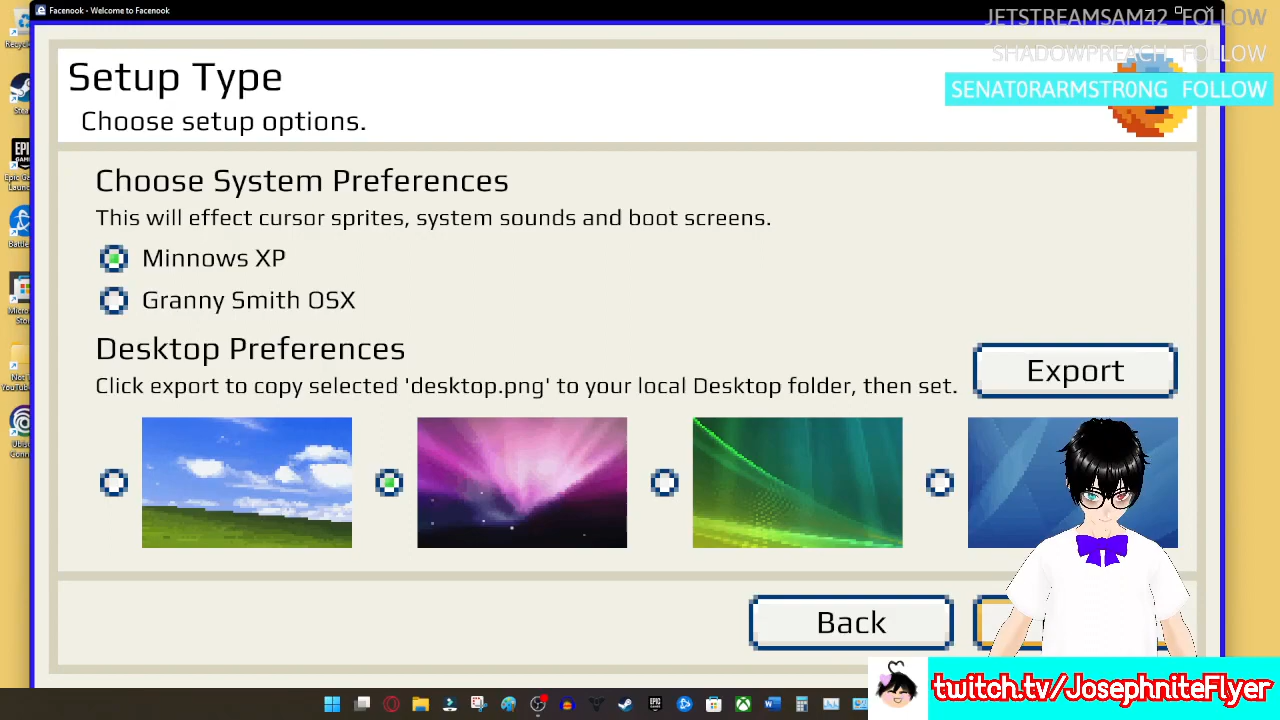 Facenook - Welcome to Facenook
JETSTREAMSAM42 FOLLOW
SHADOWPREACH FOLLOW
SENAT0RARMSTR0NG FOLLOW
Setup Type
Choose setup options.
Choose System Preferences
This will effect cursor sprites, system sounds and boot screens.
Minnows XP
Granny Smith OSX
Desktop Preferences
Click export to copy selected 'desktop.png' to your local Desktop folder, then set.
Export
Back
twitch.tv/JosephniteFlyer